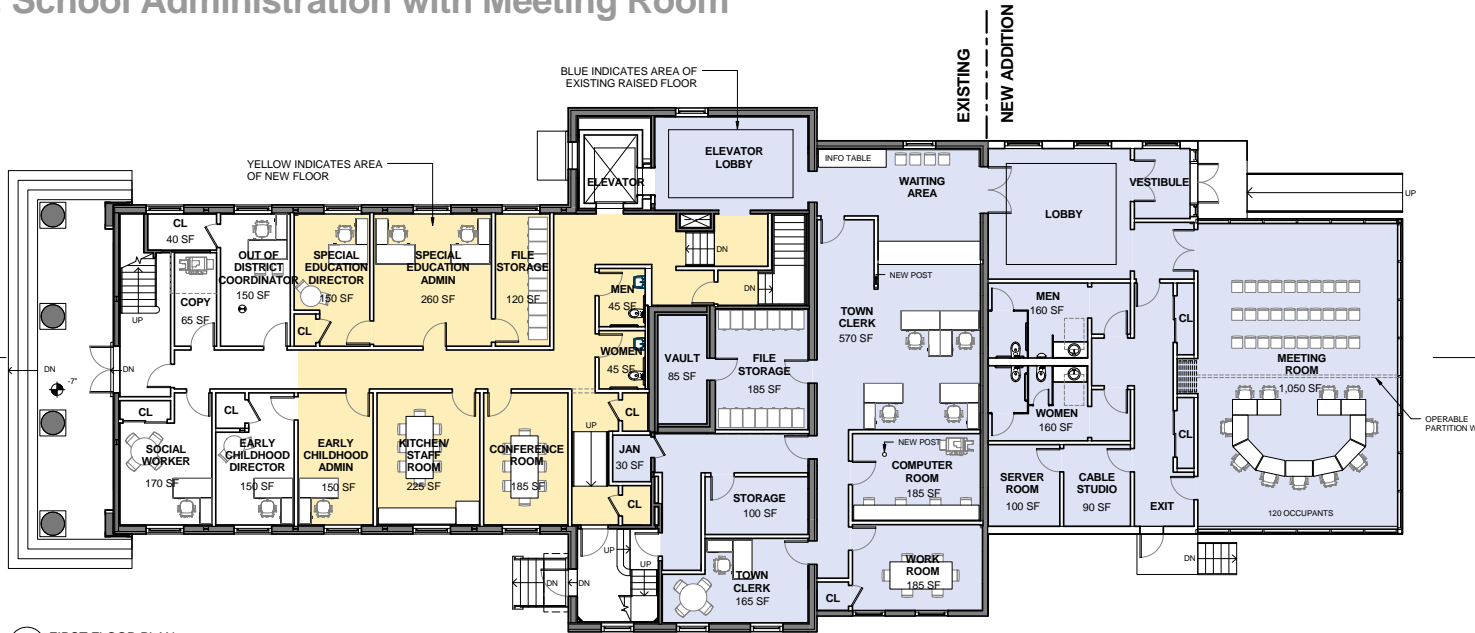 School Administration with Meeting Room
EXISTING
NEW ADDITION
BLUE INDICATES AREA OF
EXISTING RAISED FLOOR
YELLOW INDICATES AREA
OF NEW FLOOR
ELEVATOR
ELEVATOR
LOBBY
INFO TABLE
WAITING
AREA
LOBBY
VESTIBULE
UP
CL
40 SF
OUT OF
DISTRICT
COORDINATOR
150 SF
SPECIAL
EDUCATION
DIRECTOR
150 SF
CL
SPECIAL
EDUCATION
ADMIN
260 SF
FILE
STORAGE
120 SF
COPY
65 SF
UP
DN
DN
MEN
45 SF
WOMEN
45 SF
NEW POST
TOWN
CLERK
570 SF
VAULT
85 SF
FILE
STORAGE
185 SF
MEN
160 SF
WOMEN
160 SF
CL
CL
MEETING
ROOM
1,050 SF
OPERABLE
PARTITION W
120 OCCUPANTS
DN
-7"
DN
CL
SOCIAL
WORKER
170 SF
CL
EARLY
CHILDHOOD
DIRECTOR
150 SF
EARLY
CHILDHOOD
ADMIN
150 SF
KITCHEN/
STAFF
ROOM
225 SF
CONFERENCE
ROOM
185 SF
UP
CL
JAN
30 SF
CL
STORAGE
100 SF
NEW POST
COMPUTER
ROOM
185 SF
SERVER
ROOM
100 SF
CABLE
STUDIO
90 SF
EXIT
DN
DN
DN
UP
UP
TOWN
CLERK
165 SF
CL
WORK
ROOM
185 SF
FIRST FLOOR PLAN